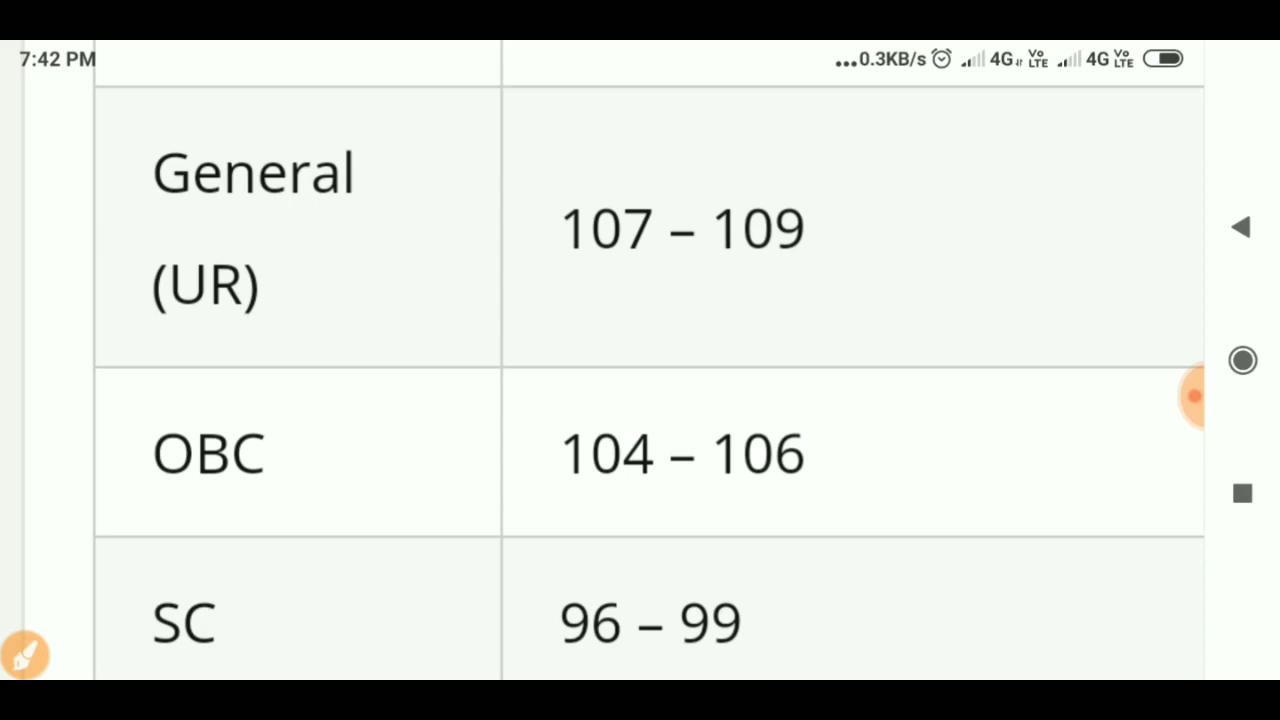 7:42 PM ...0.3KB/s 4G Vo LTE 4G Vo LTE
General
(UR)
107 – 109
OBC 104 – 106
SC 96 – 99